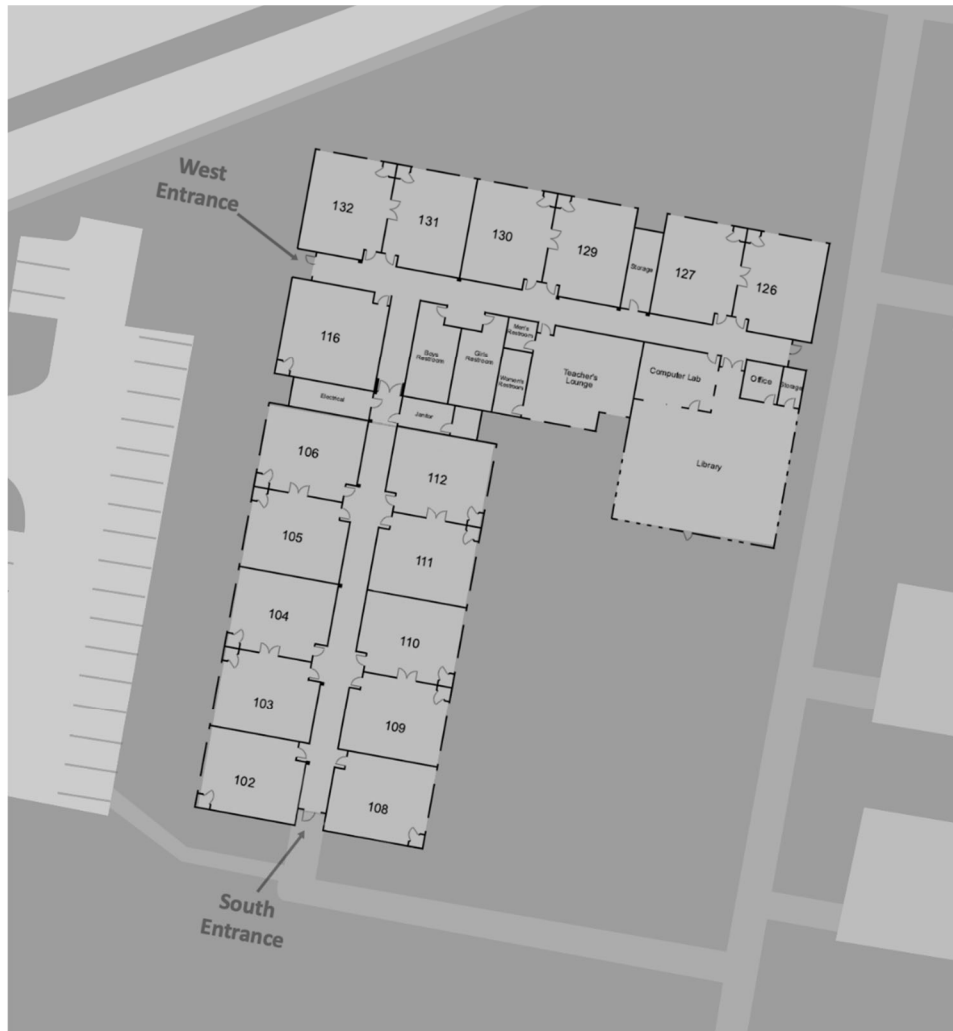 West
Entrance
132
131
130
129
Storage
127
126
116
Boys
Restroom
Girls
Restroom
Men's
Restroom
Women's
Restroom
Teacher's
Lounge
Computer Lab
Office
Storage
Electrical
Janitor
Library
106
112
105
111
104
110
103
109
102
108
South
Entrance